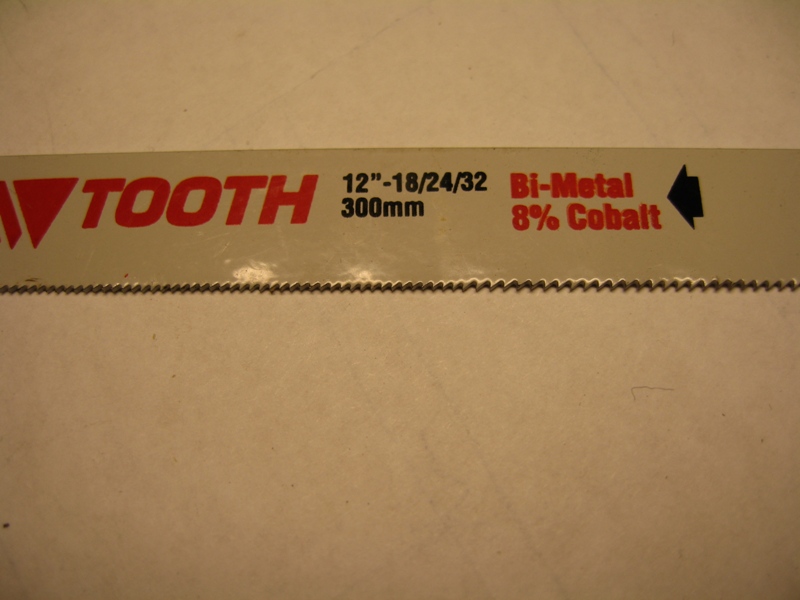 TOOTH
12"-18/24/32
300mm
Bi-Metal
8% Cobalt